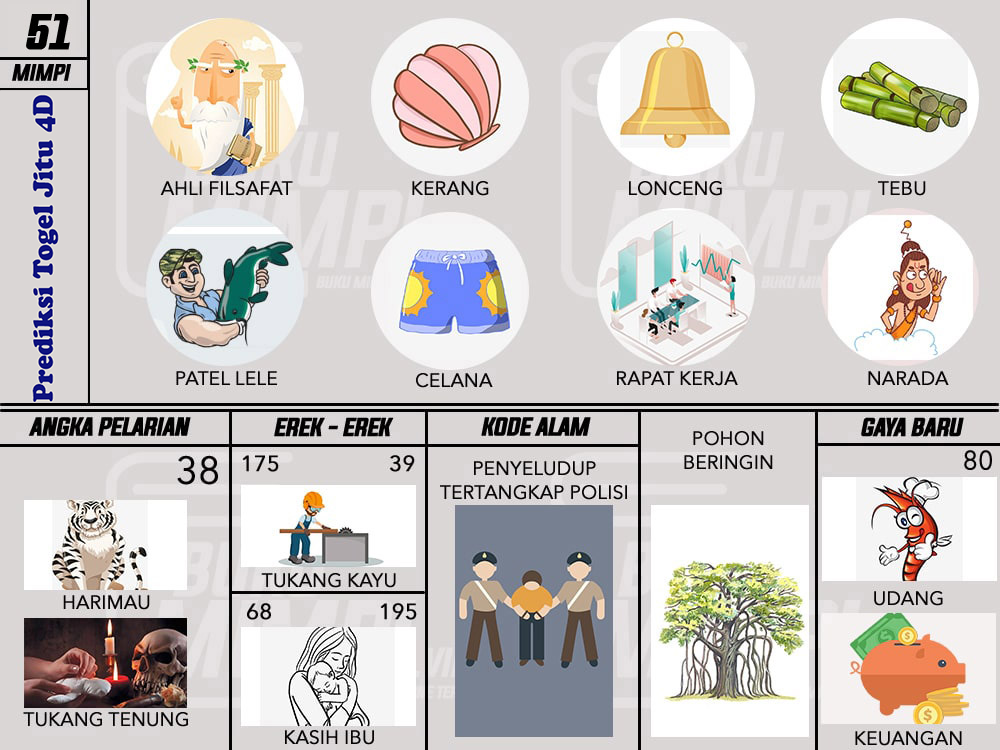 51
MIMPI
Prediksi Togel Jitu 4D
AHLI FILSAFAT
KERANG
LONCENG
TEBU
PATEL LELE
CELANA
RAPAT KERJA
NARADA
ANGKA PELARIAN
38
HARIMAU
TUKANG TENUNG
EREK - EREK
175 39
TUKANG KAYU
68 195
KASIH IBU
KODE ALAM
PENYELUDUP
TERTANGKAP POLISI
POHON
BERINGIN
GAYA BARU
80
UDANG
KEUANGAN
BUKU
MIMPI